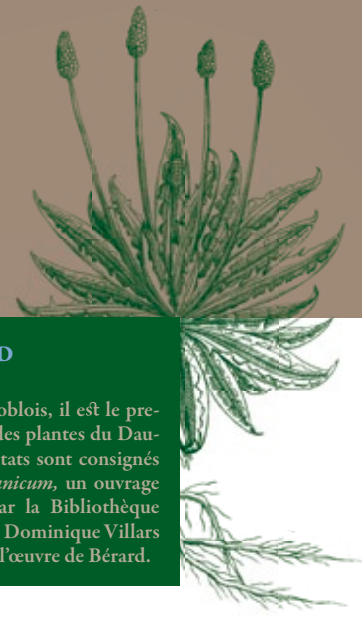 D
oblois, il est le pre-
des plantes du Dau-
tats sont consignés
nicum, un ouvrage
ar la Bibliothèque
Dominique Villars
l’œuvre de Bérard.